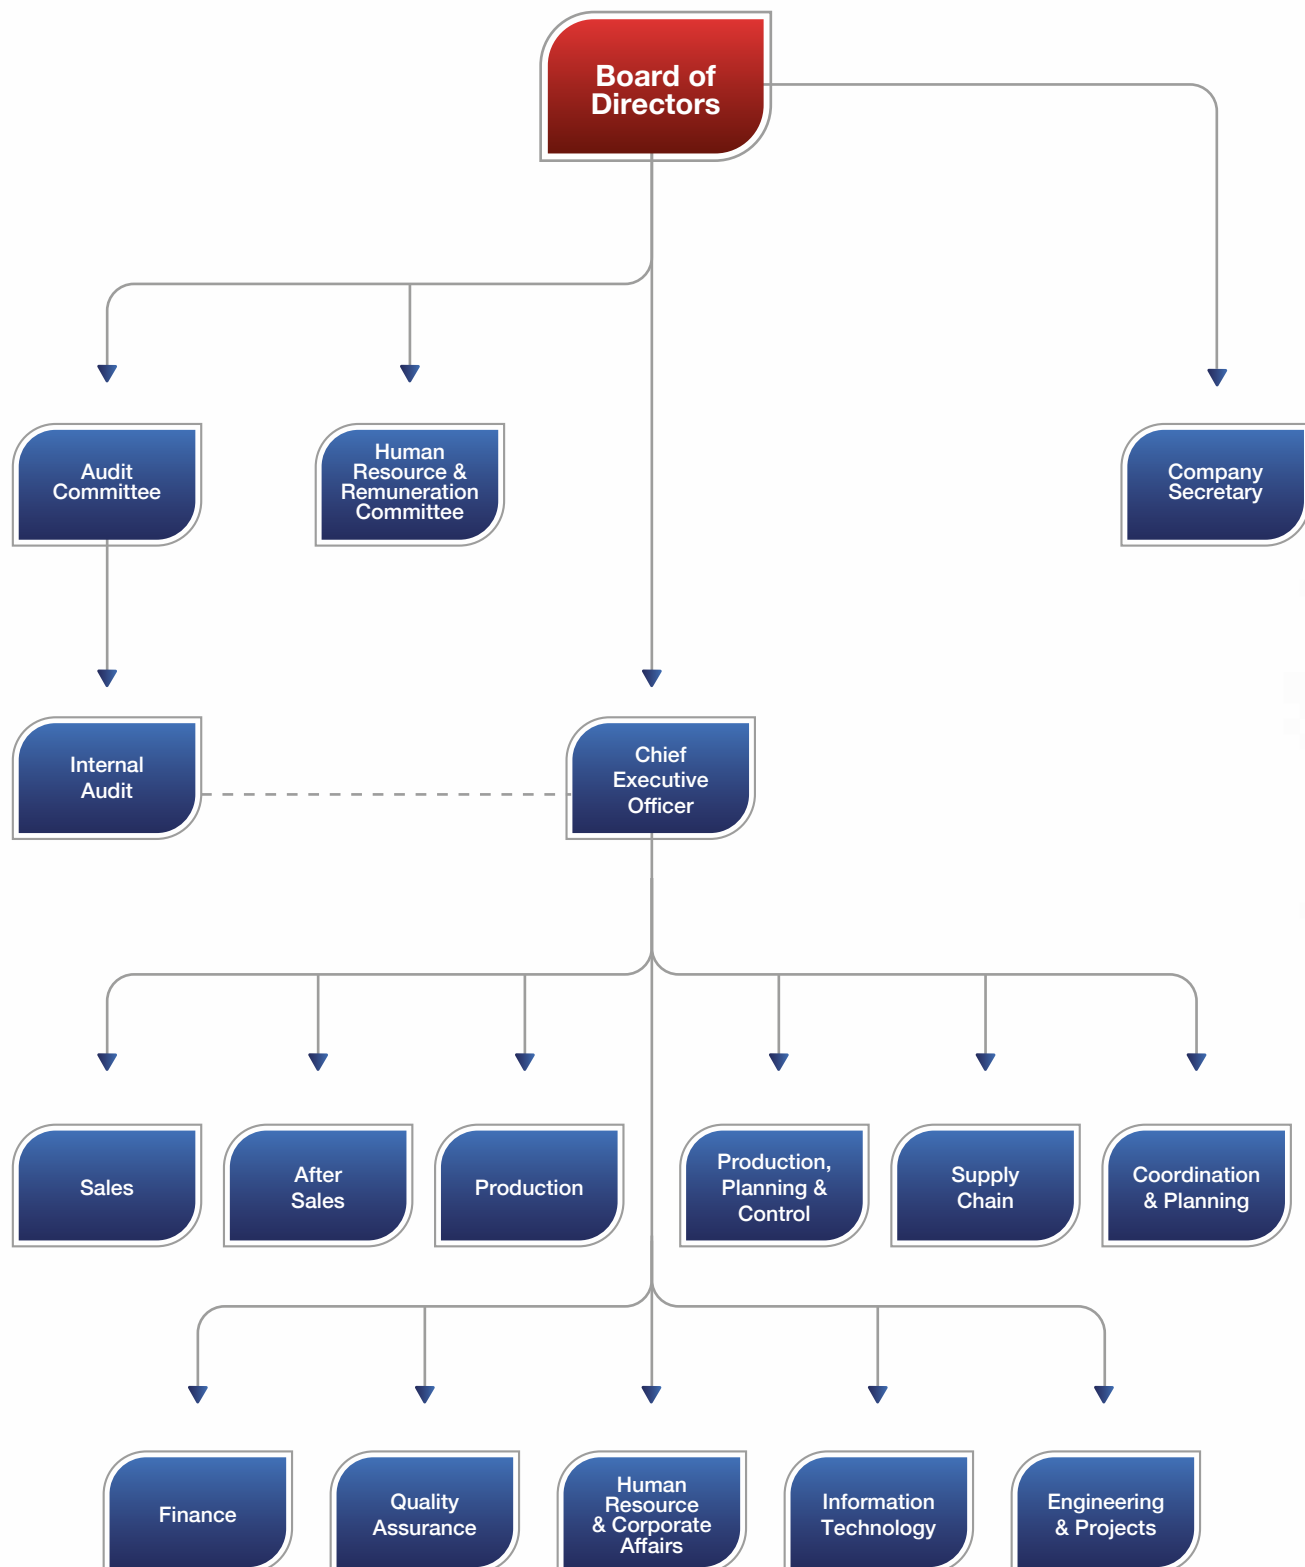 Board of
Directors
Audit
Committee
Human
Resource &
Remuneration
Committee
Company
Secretary
Internal
Audit
Chief
Executive
Officer
Sales
After
Sales
Production
Production,
Planning &
Control
Supply
Chain
Coordination
& Planning
Finance
Quality
Assurance
Human
Resource
& Corporate
Affairs
Information
Technology
Engineering
& Projects